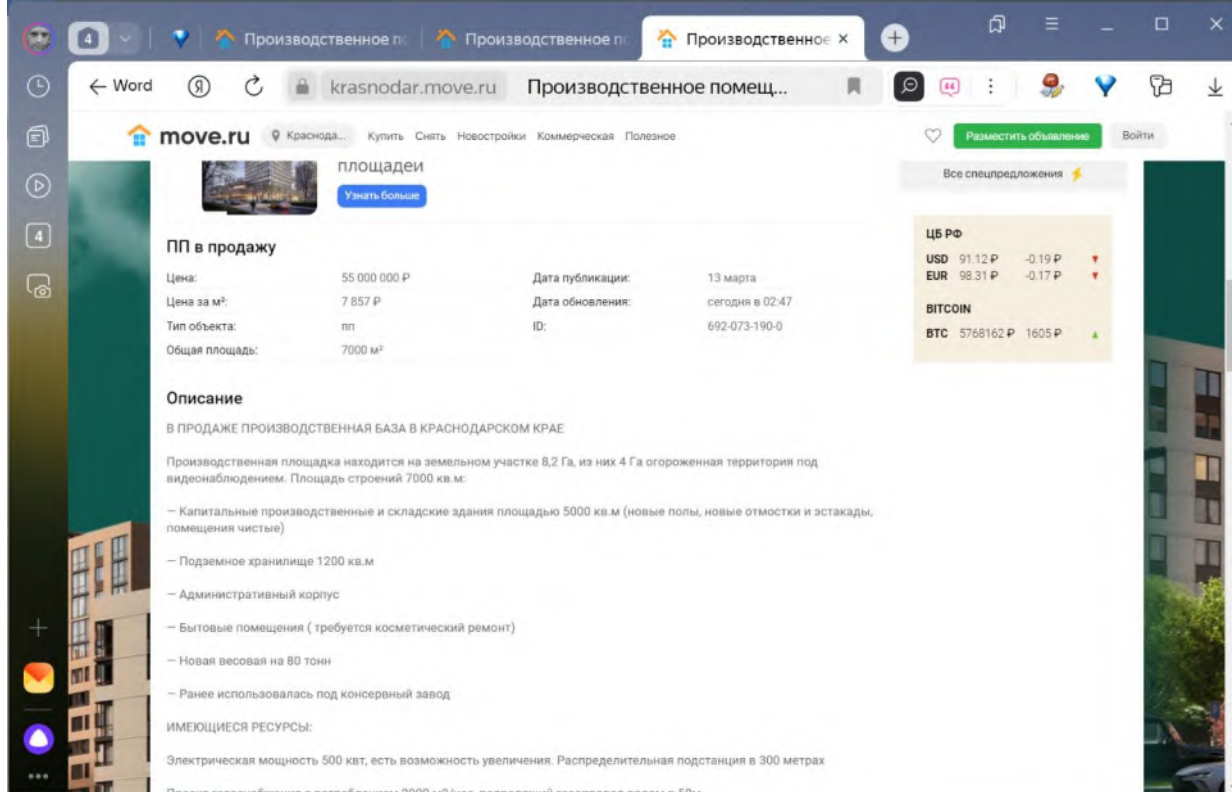 4
Производственное по
Производственное по
Производственное ×
← Word
krasnodar.move.ru
Производственное помещ...
move.ru
Краснода...
Купить Снять Новостройки Коммерческая Полезное
Разместить объявление
Войти
площадей
Узнать больше
Все спецпредложения
4
ПП в продажу
Цена: 55 000 000 ₽ Дата публикации: 13 марта
Цена за м²: 7 857 ₽ Дата обновления: сегодня в 02:47
Тип объекта: пп ID: 692-073-190-0
Общая площадь: 7000 м²
ЦБ РФ
USD 91.12 ₽ -0.19 ₽
EUR 98.31 ₽ -0.17 ₽
BITCOIN
BTC 5768162 ₽ 1605 ₽
Описание
В ПРОДАЖЕ ПРОИЗВОДСТВЕННАЯ БАЗА В КРАСНОДАРСКОМ КРАЕ
Производственная площадка находится на земельном участке 8,2 Га, из них 4 Га огороженная территория под
видеонаблюдением. Площадь строений 7000 кв.м:
— Капитальные производственные и складские здания площадью 5000 кв.м (новые полы, новые отмостки и эстакады,
помещения чистые)
— Подземное хранилище 1200 кв.м
— Административный корпус
— Бытовые помещения ( требуется косметический ремонт)
— Новая весовая на 80 тонн
— Ранее использовалась под консервный завод
ИМЕЮЩИЕСЯ РЕСУРСЫ:
Электрическая мощность 500 квт, есть возможность увеличения. Распределительная подстанция в 300 метрах